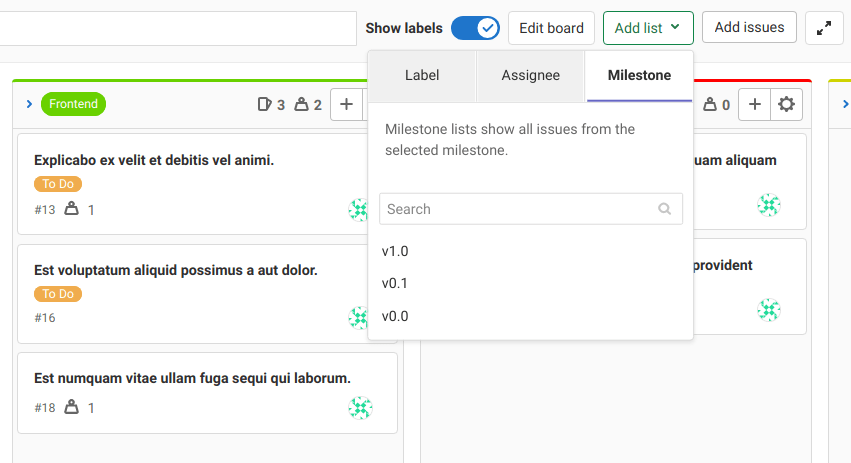 Show labels
Edit board
Add list
Add issues
Label
Assignee
Milestone
Milestone lists show all issues from the
selected milestone.
Search
v1.0
v0.1
v0.0
Frontend
3
2
Explicabo ex velit et debitis vel animi.
To Do
#13
1
Est voluptatum aliquid possimus a aut dolor.
To Do
#16
Est numquam vitae ullam fuga sequi qui laborum.
#18
1
0
uam aliquam
provident